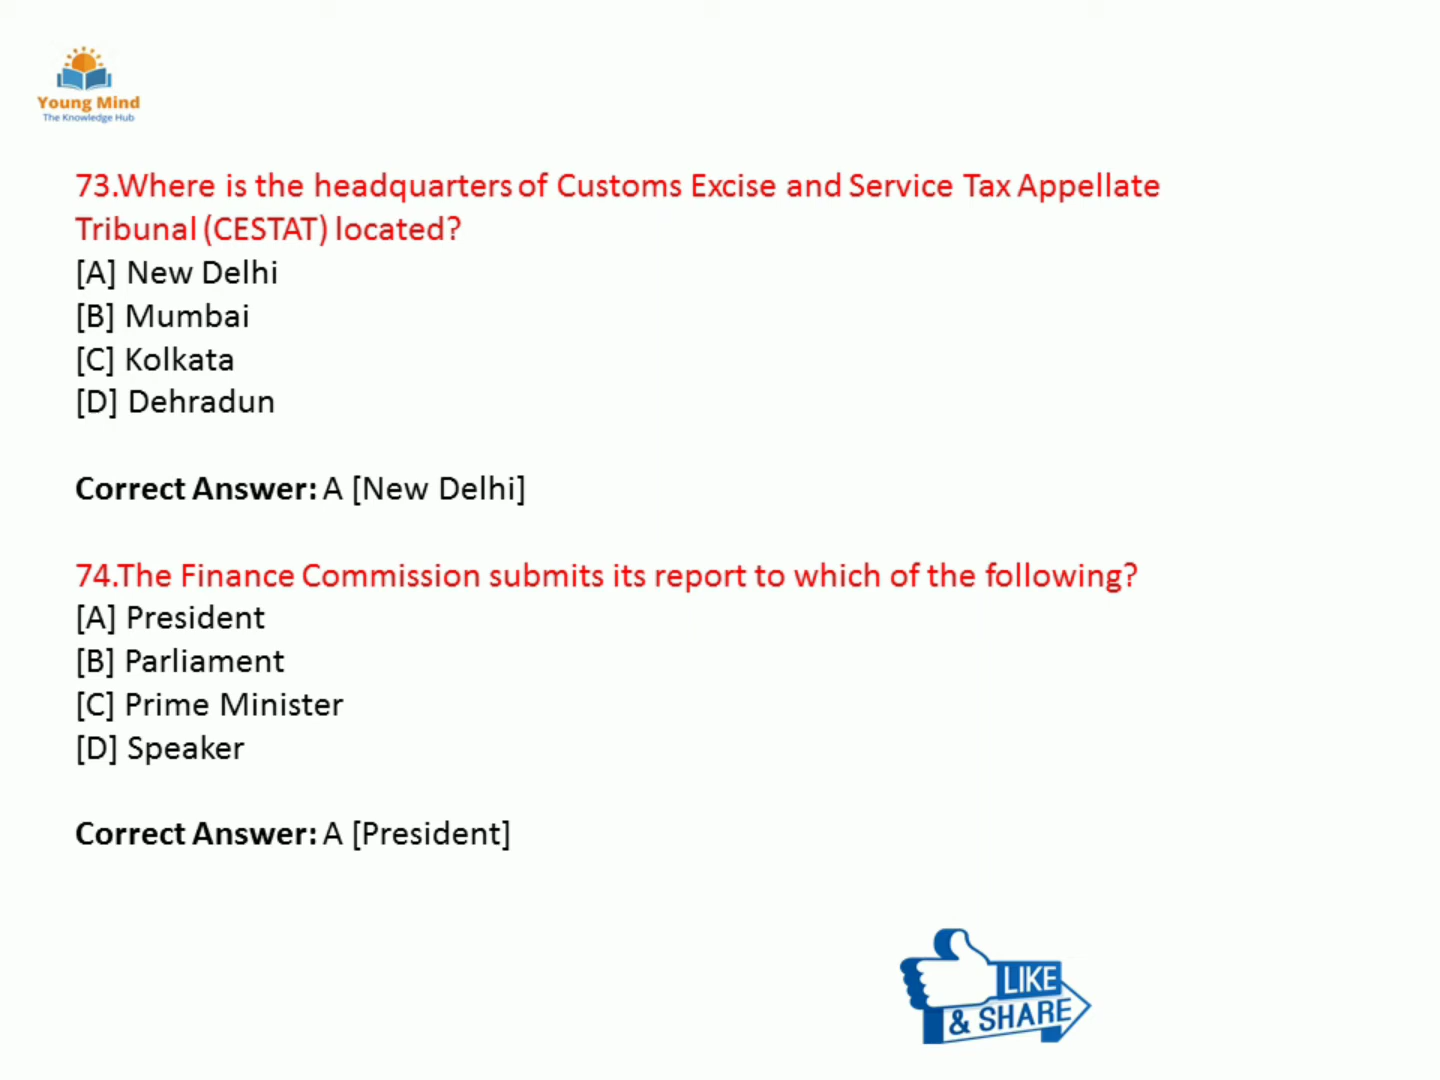 Young Mind
The Knowledge Hub
73.Where is the headquarters of Customs Excise and Service Tax Appellate
Tribunal (CESTAT) located?
[A] New Delhi
[B] Mumbai
[C] Kolkata
[D] Dehradun
Correct Answer: A [New Delhi]
74.The Finance Commission submits its report to which of the following?
[A] President
[B] Parliament
[C] Prime Minister
[D] Speaker
Correct Answer: A [President]
LIKE
& SHARE